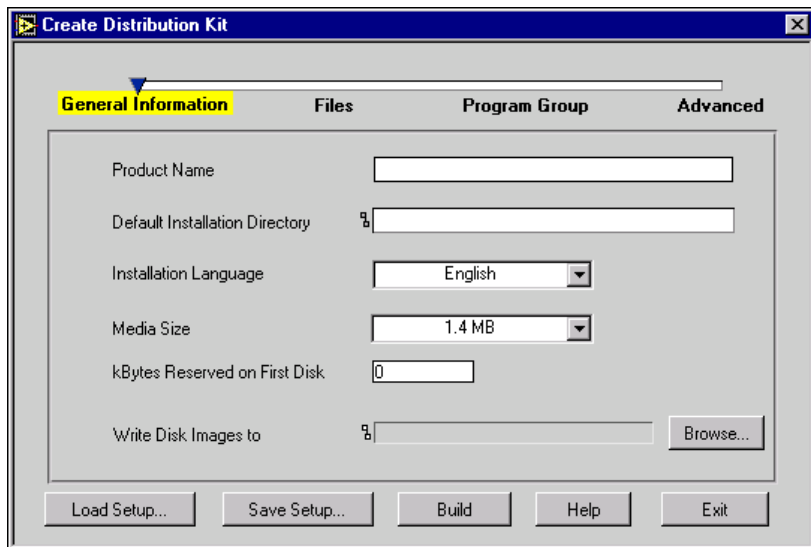 Create Distribution Kit
General Information Files Program Group Advanced
Product Name
Default Installation Directory
Installation Language English
Media Size 1.4 MB
kBytes Reserved on First Disk 0
Write Disk Images to Browse...
Load Setup... Save Setup... Build Help Exit